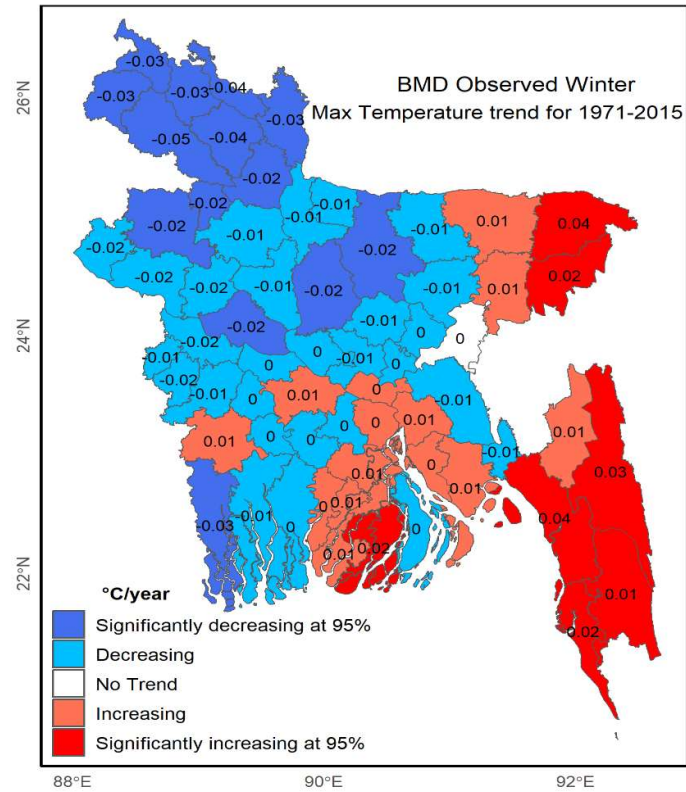 BMD Observed Winter
Max Temperature trend for 1971-2015
26°N
24°N
22°N
-0.03
-0.03 -0.03 -0.04
-0.03
-0.05 -0.04
-0.02
-0.02 -0.02 -0.01 -0.01
-0.01 -0.02 -0.01 0.01 0.04
-0.02 -0.02 -0.02 -0.01 -0.02 -0.01 0.01 0.02
-0.02 -0.01 0 0
-0.01 -0.02 0 0 -0.01 0
-0.02 -0.01 0 0.01 0 -0.01
0.01 0 0 0 0 0.01 -0.01 0.01
0.01 0 0.01 0.03
-0.03 -0.01 0 0 0.01 0.02 0 0.04
0.01
0.01
0.02
°C/year
Significantly decreasing at 95%
Decreasing
No Trend
Increasing
Significantly increasing at 95%
88°E 90°E 92°E